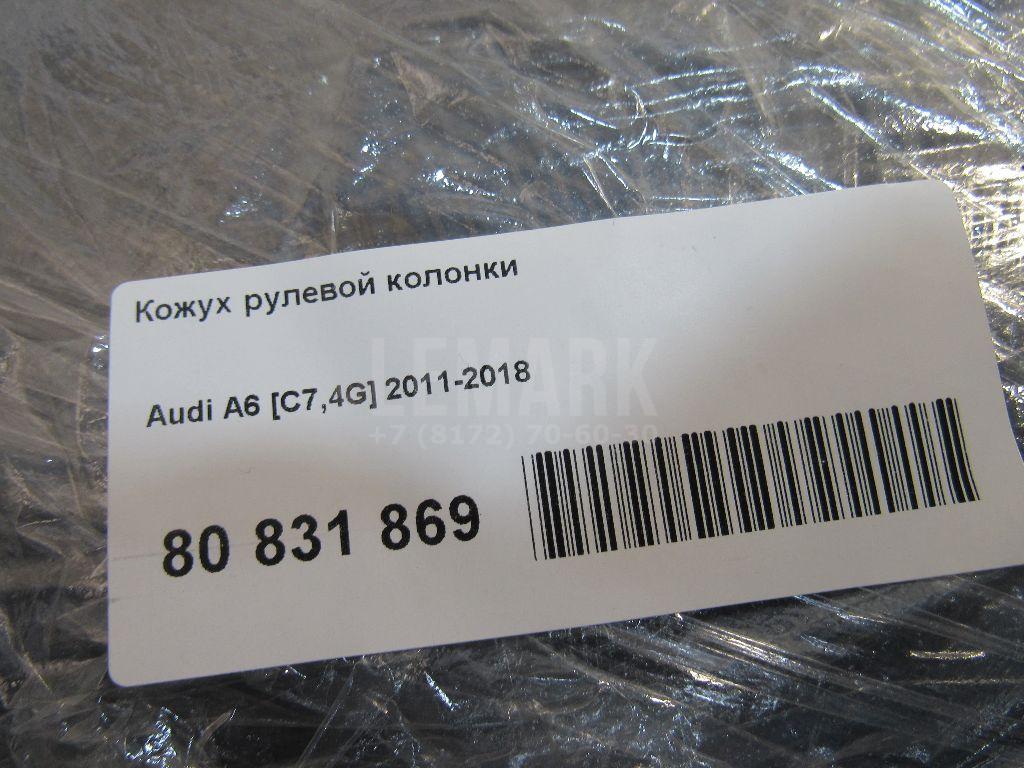 Кожух рулевой колонки
LEMARK
Audi A6 [C7,4G] 2011-2018
+7 (8172) 70-60-30
80 831 869